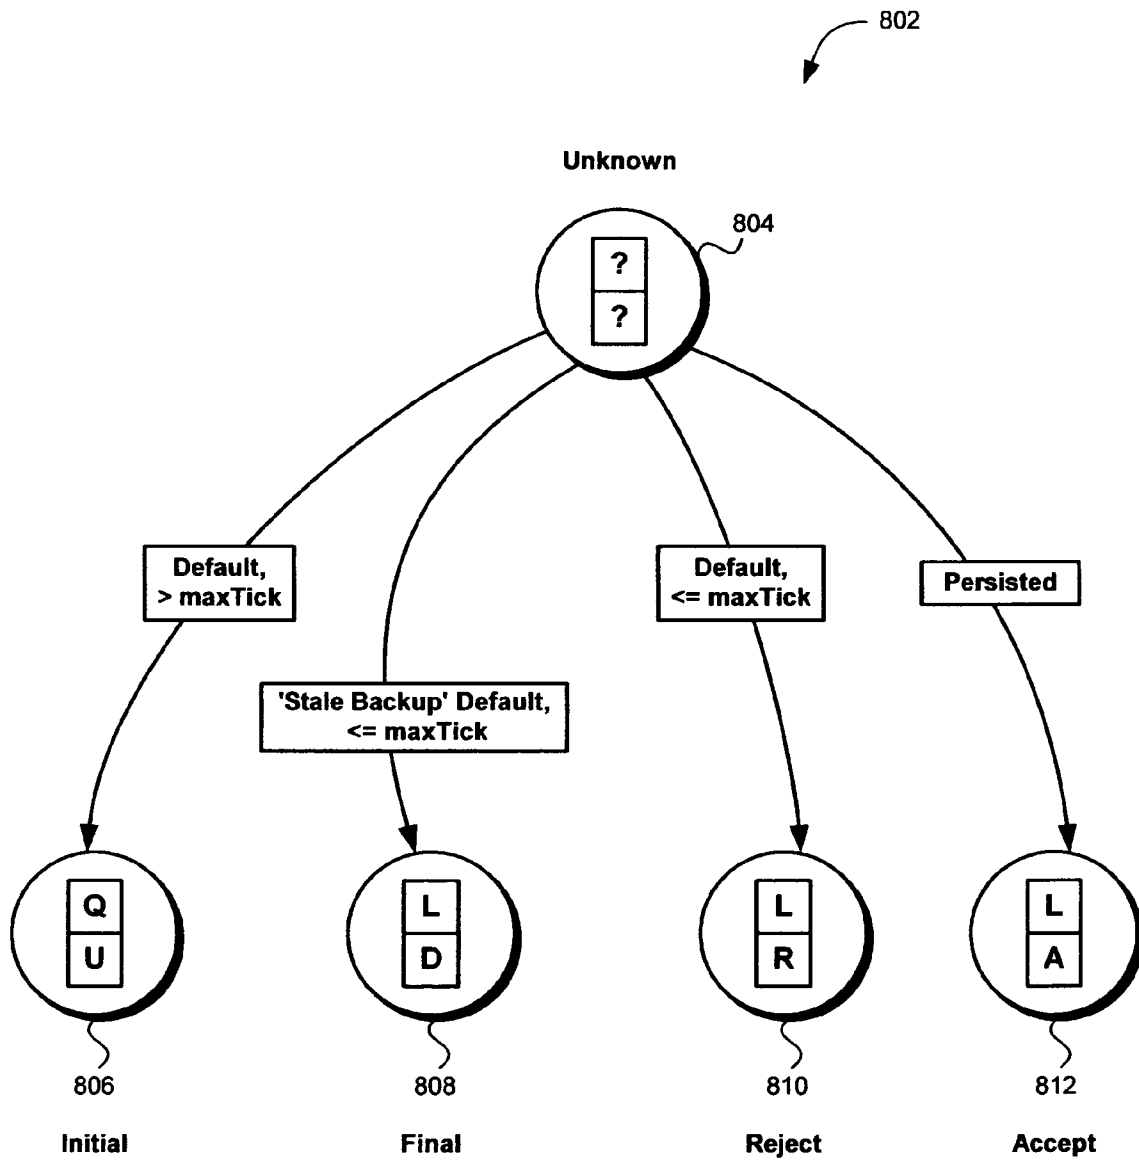 802
Unknown
804
?
?
Default,
> maxTick
Default,
<= maxTick
Persisted
'Stale Backup' Default,
<= maxTick
Q
U
L
D
L
R
L
A
806
808
810
812
Initial
Final
Reject
Accept